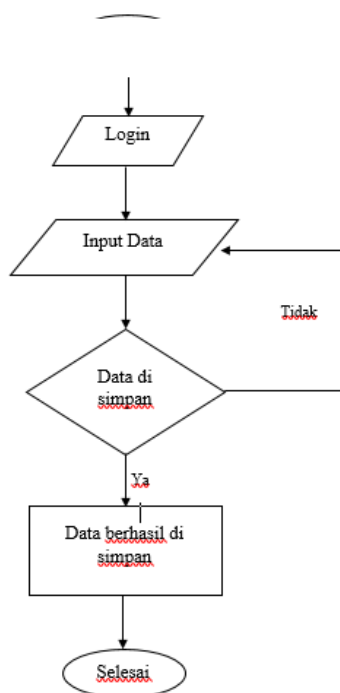 Login
Input Data
Tidak
Data di
simpan
Ya
Data berhasil di
simpan
Selesai